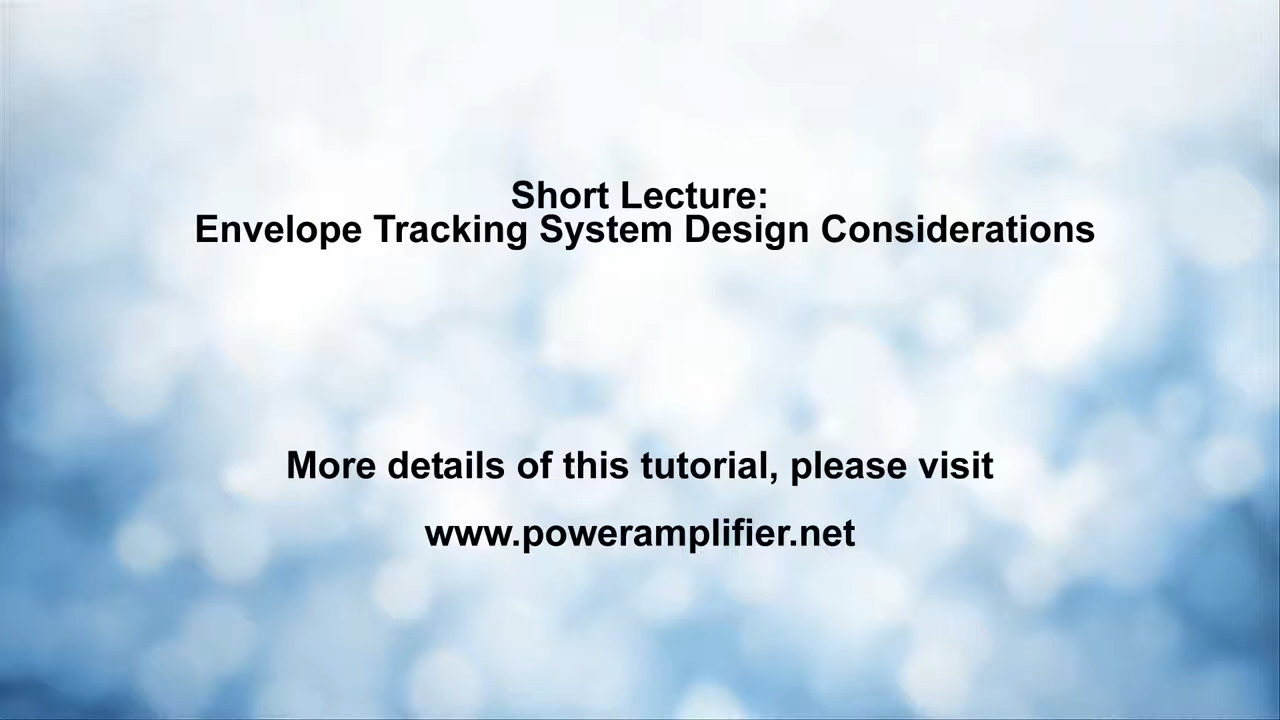 Short Lecture:
Envelope Tracking System Design Considerations
More details of this tutorial, please visit
www.poweramplifier.net